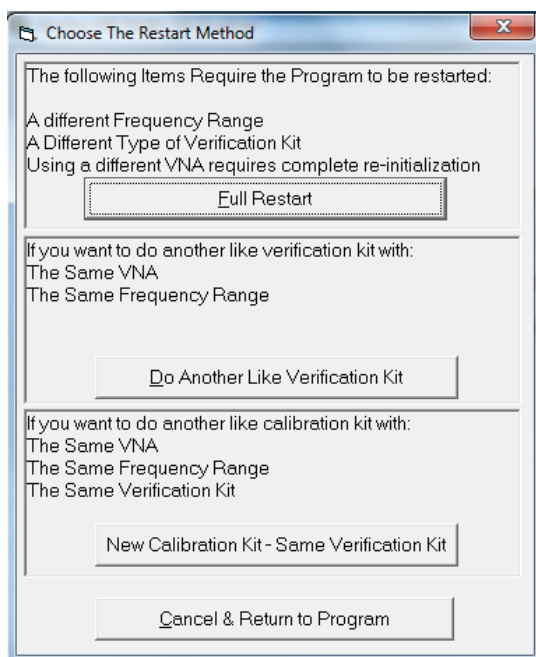 Choose The Restart Method
The following Items Require the Program to be restarted:
A different Frequency Range
A Different Type of Verification Kit
Using a different VNA requires complete re-initialization
Full Restart
If you want to do another like verification kit with:
The Same VNA
The Same Frequency Range
Do Another Like Verification Kit
If you want to do another like calibration kit with:
The Same VNA
The Same Frequency Range
The Same Verification Kit
New Calibration Kit - Same Verification Kit
Cancel & Return to Program